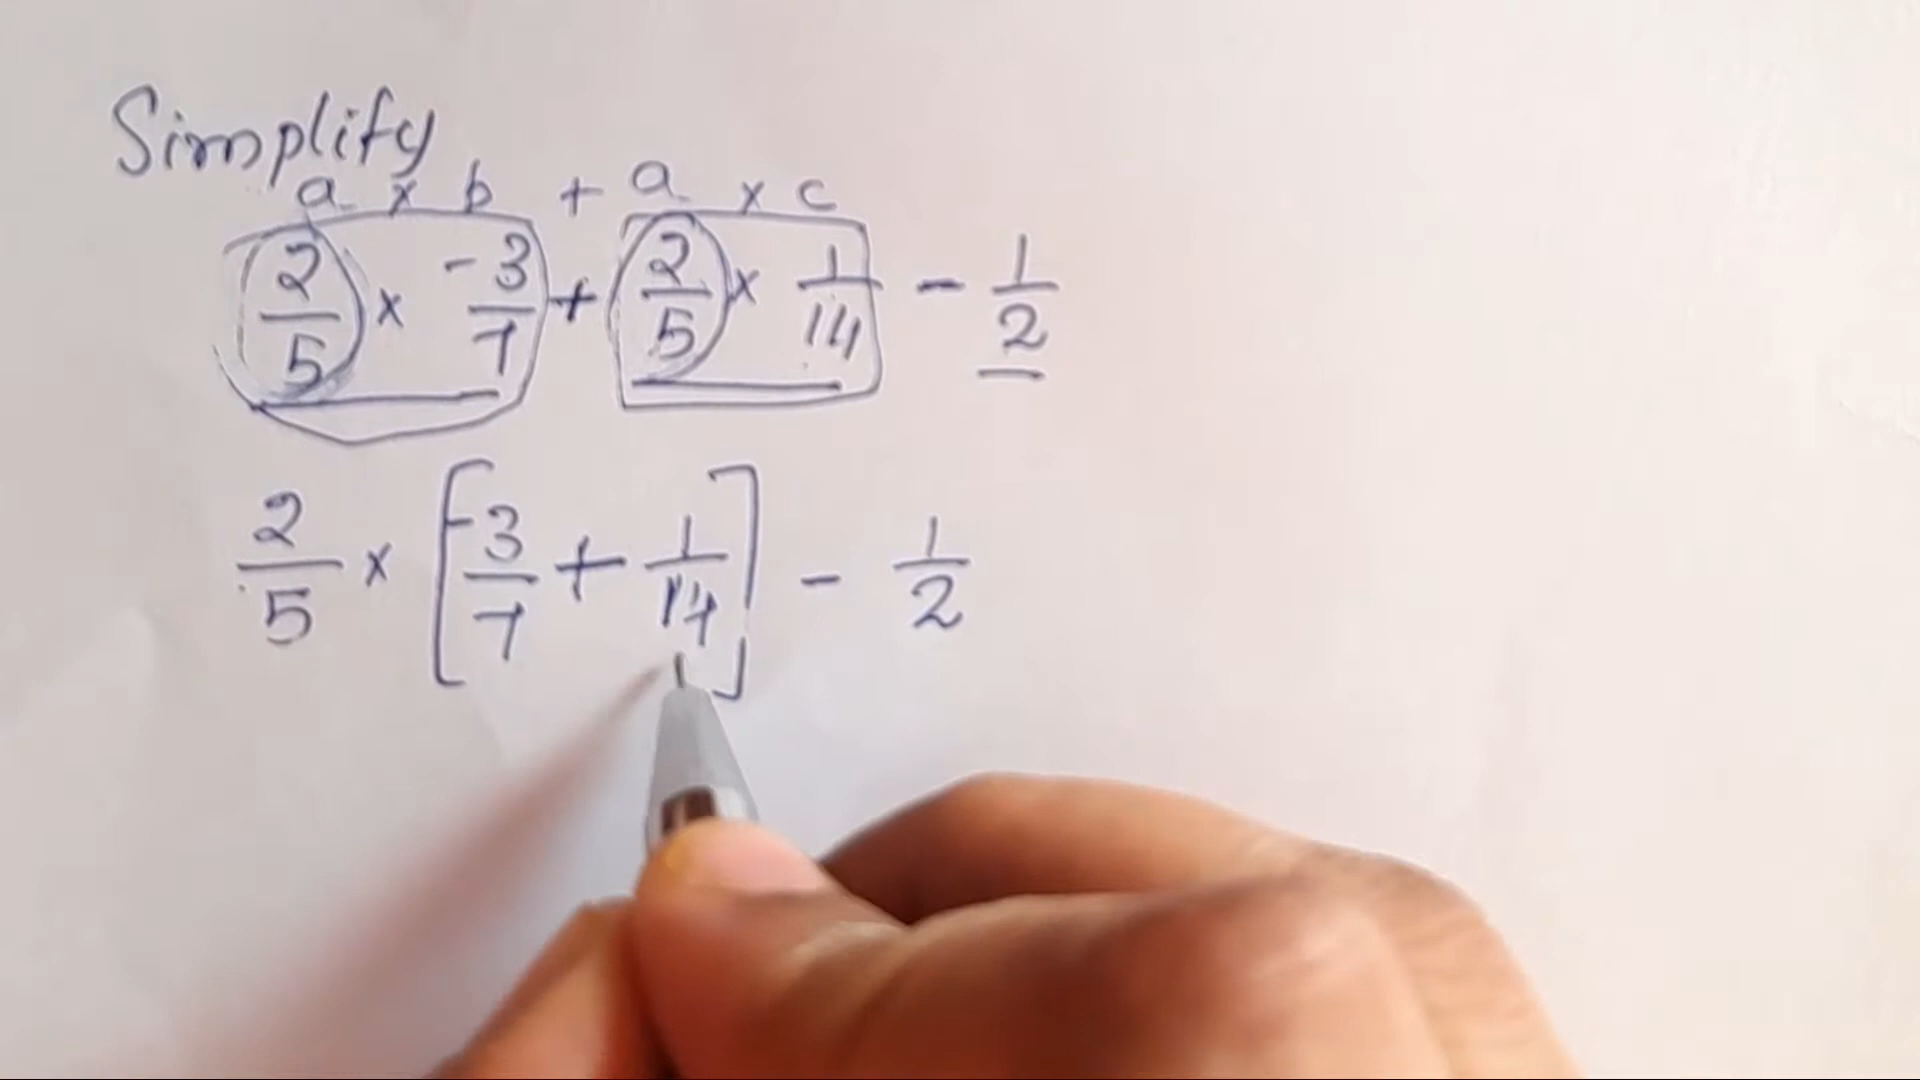 Simplify
a x b + a x c
2/5 x -3/7 + 2/5 x 1/14 - 1/2
2/5 x [-3/7 + 1/14] - 1/2